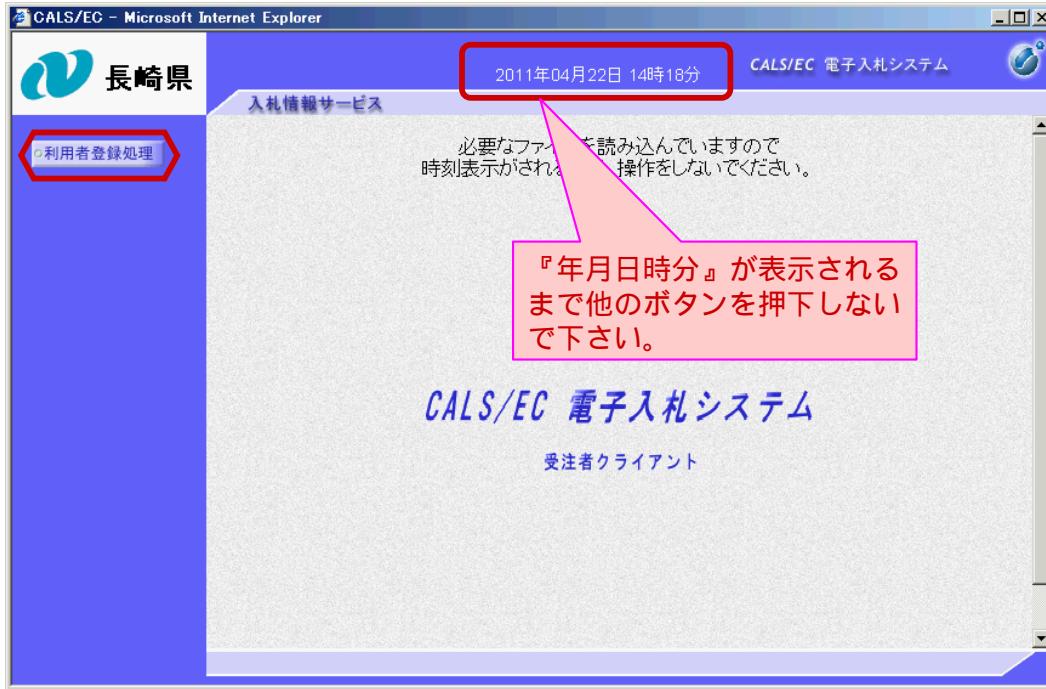 CALS/EC - Microsoft Internet Explorer
長崎県
2011年04月22日 14時18分
CALS/EC 電子入札システム
入札情報サービス
利用者登録処理
必要なファイ を読み込んでいますので
時刻表示がされ 操作をしないでください。
『年月日時分』が表示される
まで他のボタンを押下しない
で下さい。
CALS/EC 電子入札システム
受注者クライアント